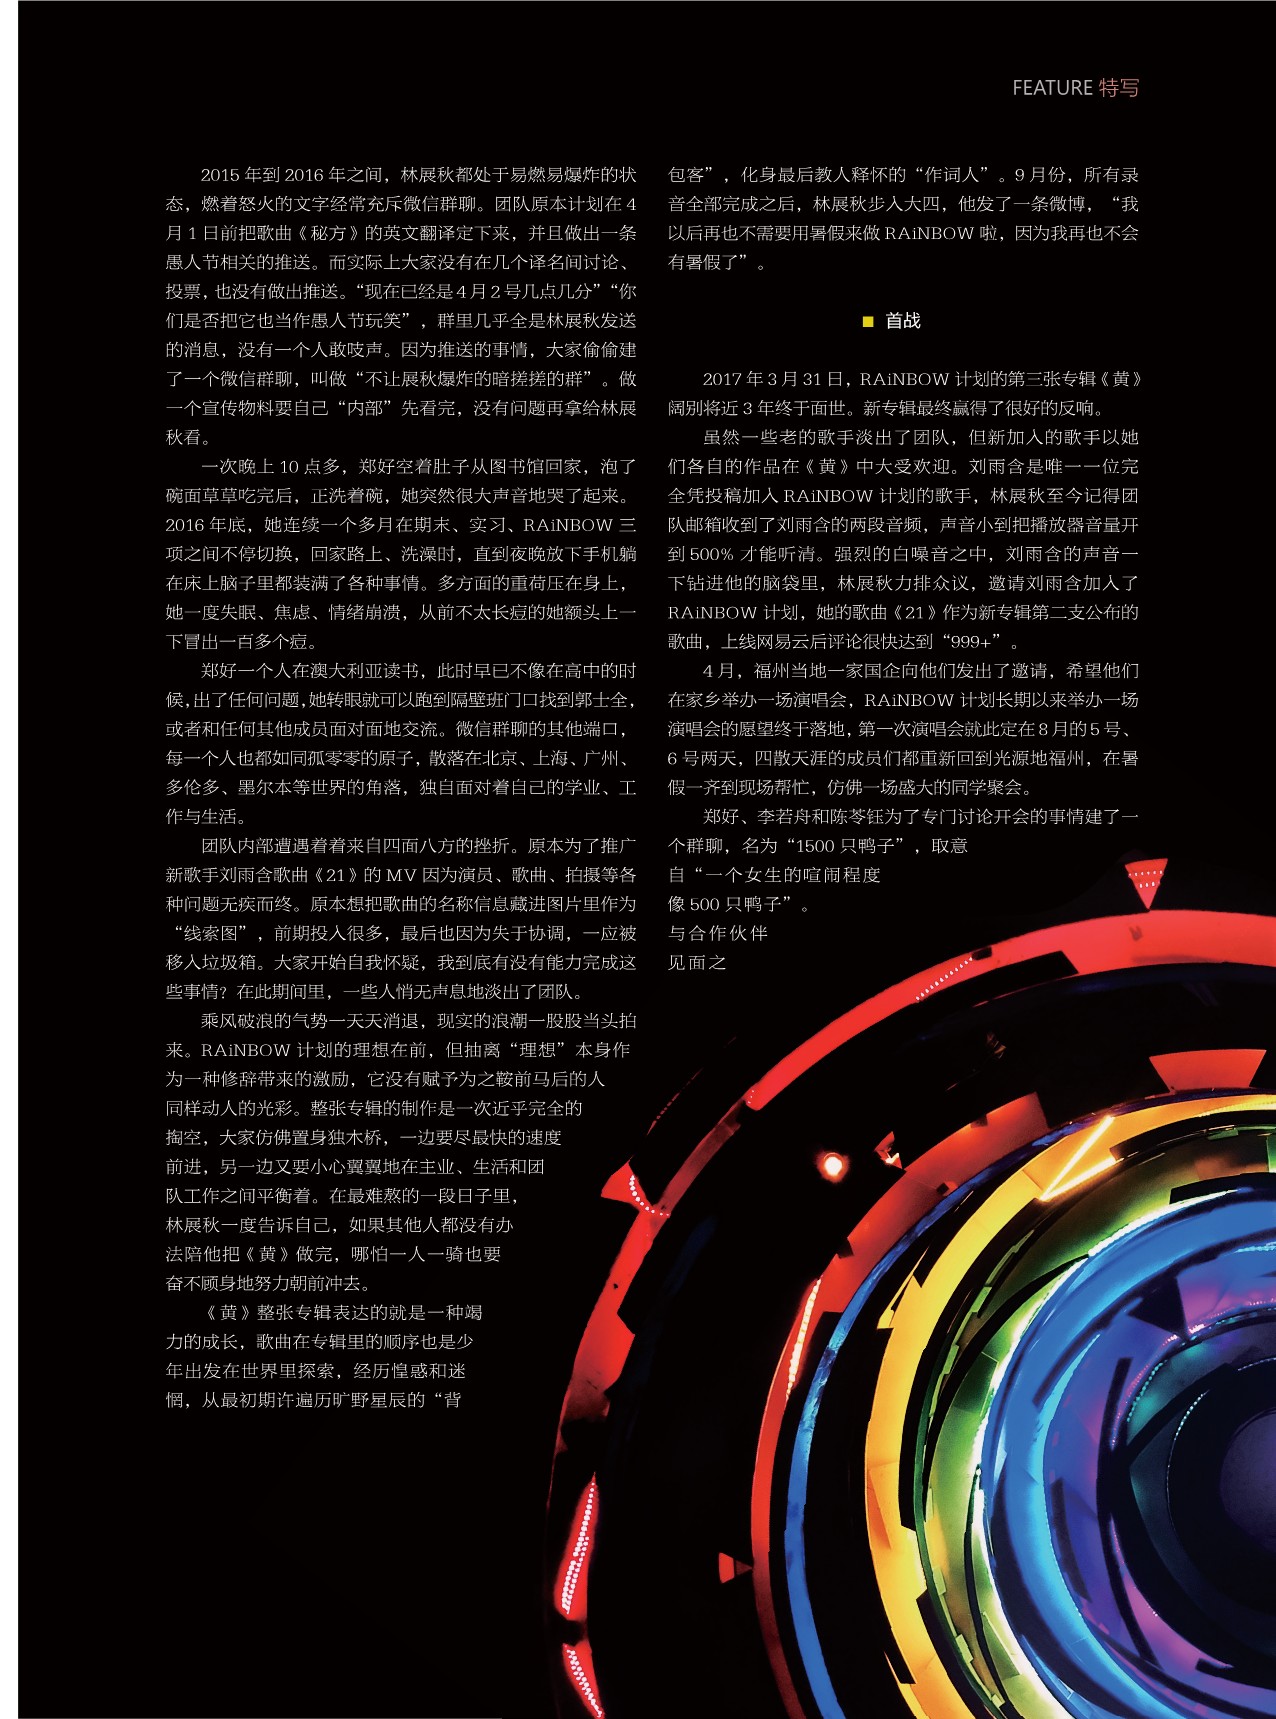 FEATURE 特写
2015 年到 2016 年之间，林展秋都处于易燃易爆炸的状
态，燃着怒火的文字经常充斥微信群聊。团队原本计划在 4
月 1 日前把歌曲《秘方》的英文翻译定下来，并且做出一条
愚人节相关的推送。而实际上大家没有在几个译名间讨论、
投票，也没有做出推送。“现在已经是 4 月 2 号几点几分”“你
们是否把它也当作愚人节玩笑”，群里几乎全是林展秋发送
的消息，没有一个人敢吱声。因为推送的事情，大家偷偷建
了一个微信群聊，叫做“不让展秋爆炸的暗搓搓的群”。做
一个宣传物料要自己“内部”先看完，没有问题再拿给林展
秋看。
一次晚上 10 点多，郑好空着肚子从图书馆回家，泡了
碗面草草吃完后，正洗着碗，她突然很大声音地哭了起来。
2016 年底，她连续一个多月在期末、实习、RAiNBOW 三
项之间不停切换，回家路上、洗澡时，直到夜晚放下手机躺
在床上脑子里都装满了各种事情。多方面的重荷压在身上，
她一度失眠、焦虑、情绪崩溃，从前不太长痘的她额头上一
下冒出一百多个痘。
郑好一个人在澳大利亚读书，此时早已不像在高中的时
候，出了任何问题，她转眼就可以跑到隔壁班门口找到郭士全，
或者和任何其他成员面对面地交流。微信群聊的其他端口，
每一个人也都如同孤零零的原子，散落在北京、上海、广州、
多伦多、墨尔本等世界的角落，独自面对着自己的学业、工
作与生活。
团队内部遭遇着着来自四面八方的挫折。原本为了推广
新歌手刘雨含歌曲《21》的 MV 因为演员、歌曲、拍摄等各
种问题无疾而终。原本想把歌曲的名称信息藏进图片里作为
“线索图”，前期投入很多，最后也因为失于协调，一应被
移入垃圾箱。大家开始自我怀疑，我到底有没有能力完成这
些事情？在此期间里，一些人悄无声息地淡出了团队。
乘风破浪的气势一天天消退，现实的浪潮一股股当头拍
来。RAiNBOW 计划的理想在前，但抽离“理想”本身作
为一种修辞带来的激励，它没有赋予为之鞍前马后的人
同样动人的光彩。整张专辑的制作是一次近乎完全的
掏空，大家仿佛置身独木桥，一边要尽最快的速度
前进，另一边又要小心翼翼地在主业、生活和团
队工作之间平衡着。在最难熬的一段日子里，
林展秋一度告诉自己，如果其他人都没有办
法陪他把《黄》做完，哪怕一人一骑也要
奋不顾身地努力朝前冲去。
《黄》整张专辑表达的就是一种竭
力的成长，歌曲在专辑里的顺序也是少
年出发在世界里探索，经历惶惑和迷
惘，从最初期许遍历旷野星辰的“背
包客”，化身最后教人释怀的“作词人”。9 月份，所有录
音全部完成之后，林展秋步入大四，他发了一条微博，“我
以后再也不需要用暑假来做 RAiNBOW 啦，因为我再也不会
有暑假了”。
■ 首战
2017 年 3 月 31 日，RAiNBOW 计划的第三张专辑《黄》
阔别将近 3 年终于面世。新专辑最终赢得了很好的反响。
虽然一些老的歌手淡出了团队，但新加入的歌手以她
们各自的作品在《黄》中大受欢迎。刘雨含是唯一一位完
全凭投稿加入 RAiNBOW 计划的歌手，林展秋至今记得团
队邮箱收到了刘雨含的两段音频，声音小到把播放器音量开
到 500% 才能听清。强烈的白噪音之中，刘雨含的声音一
下钻进他的脑袋里，林展秋力排众议，邀请刘雨含加入了
RAiNBOW 计划，她的歌曲《21》作为新专辑第二支公布的
歌曲，上线网易云后评论很快达到“999+”。
4 月，福州当地一家国企向他们发出了邀请，希望他们
在家乡举办一场演唱会，RAiNBOW 计划长期以来举办一场
演唱会的愿望终于落地，第一次演唱会就此定在 8 月的 5 号、
6 号两天，四散天涯的成员们都重新回到光源地福州，在暑
假一齐到现场帮忙，仿佛一场盛大的同学聚会。
郑好、李若舟和陈苓钰为了专门讨论开会的事情建了一
个群聊，名为“1500 只鸭子”，取意
自“一个女生的喧闹程度
像 500 只鸭子”。
与合作伙伴
见面之